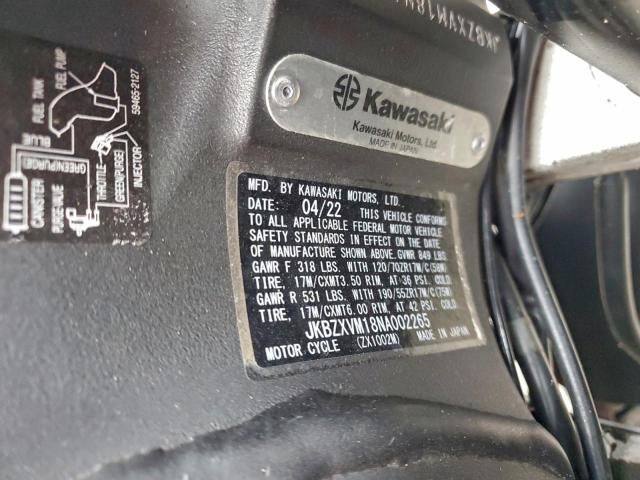 JKBZXVM18N
Kawasaki
Kawasaki Motors, Ltd.
MADE IN JAPAN
MFD. BY KAWASAKI MOTORS, LTD.
DATE: 04/22 THIS VEHICLE CONFORMS
TO ALL APPLICABLE FEDERAL MOTOR VEHICLE
SAFETY STANDARDS IN EFFECT ON THE DATE
OF MANUFACTURE SHOWN ABOVE. GVWR 849 LBS.
GAWR F 318 LBS. WITH 120/70ZR17M/C(58W)
TIRE, 17M/CXMT3.50 RIM, AT 36 PSI. COLD
GAWR R 531 LBS. WITH 190/55ZR17M/C(75W)
TIRE, 17M/CXMT6.00 RIM, AT 42 PSI. COLD
JKBZXVM18NA002265
MOTOR CYCLE (ZX1002M) MADE IN JAPAN
FUEL TANK
FUEL PUMP
59465-2127
BLUE
GREEN(PURGE)
CANISTER
PURGE-VALVE
THROTTLE
GREEN(PURGE)
INJECTOR